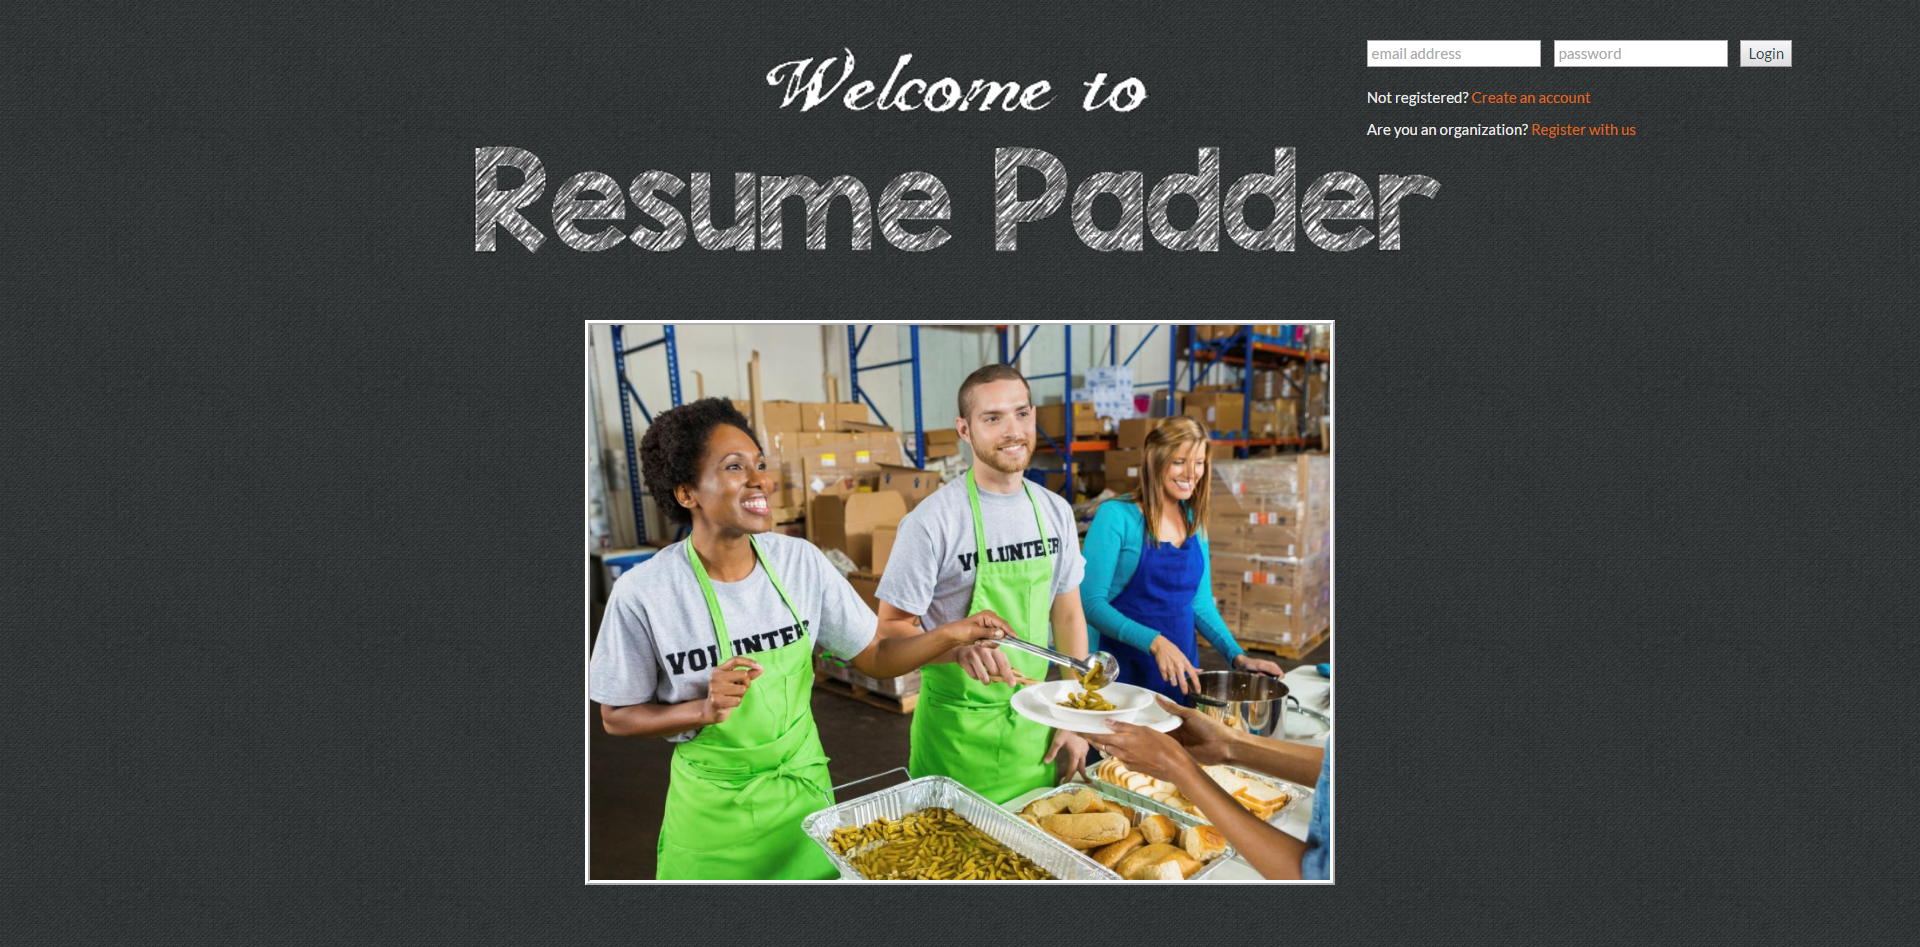 email address
password
Login
Welcome to
Not registered? Create an account
Are you an organization? Register with us
Resume Padder
VOLUNTEER
VOLUNTEER